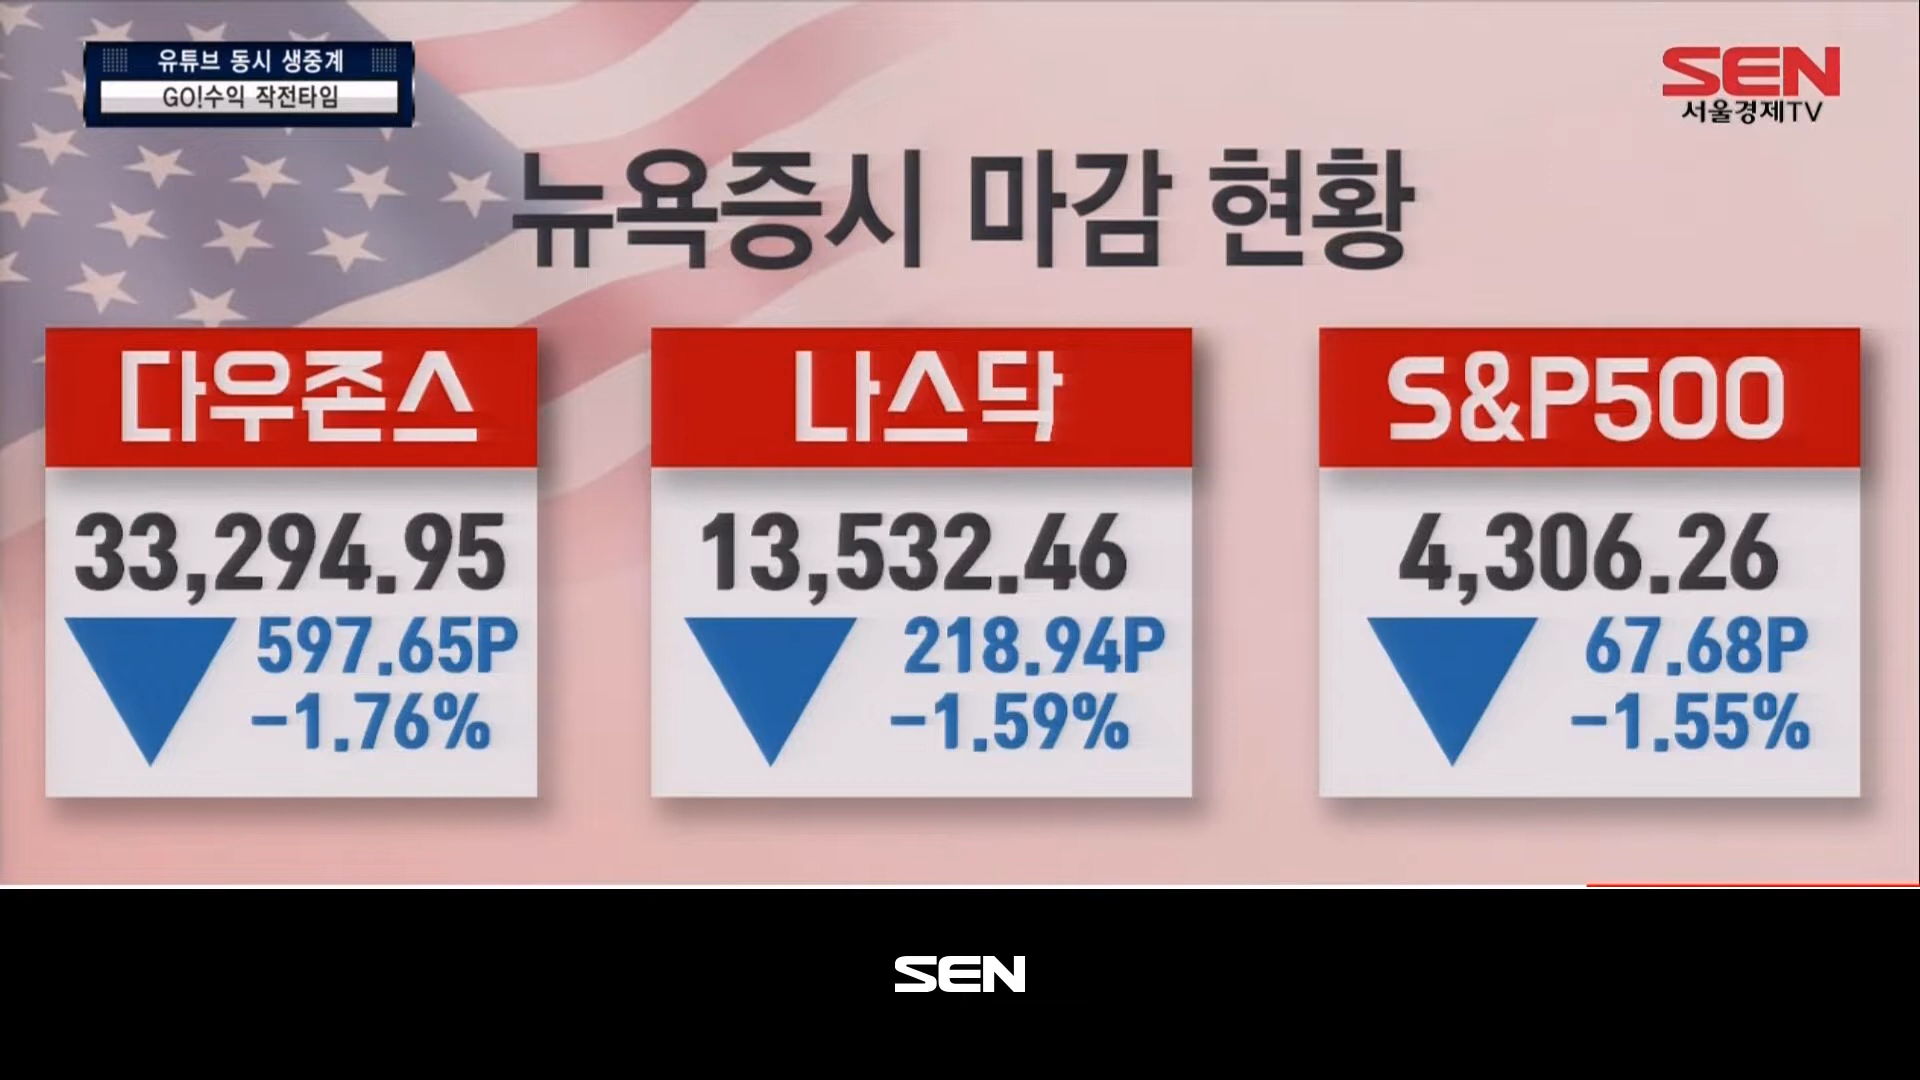 유튜브 동시 생중계
GO!수익 작전타임
SEN
서울경제TV
뉴욕증시 마감 현황
다우존스
33,294.95
▼ 597.65P
-1.76%
나스닥
13,532.46
▼ 218.94P
-1.59%
S&P500
4,306.26
▼ 67.68P
-1.55%
SEN